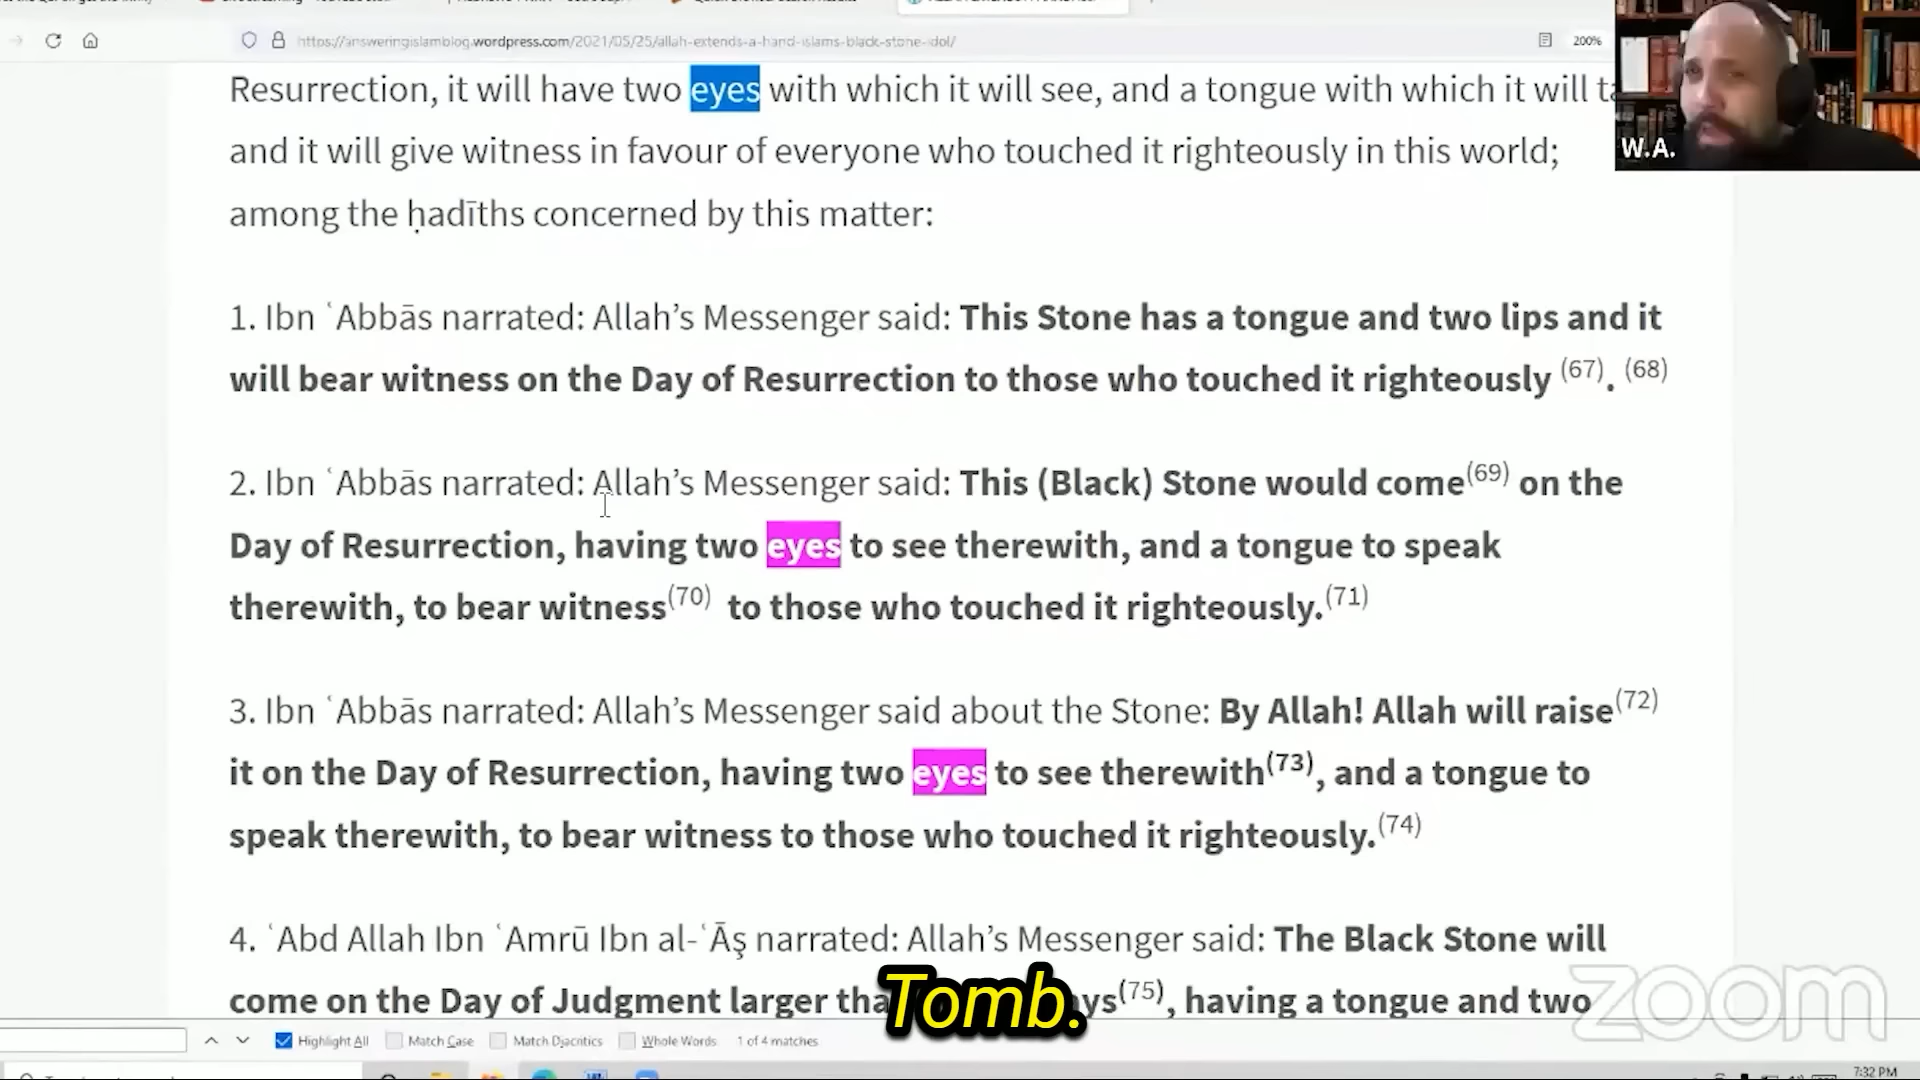 https://answeringislamblog.wordpress.com/2021/05/25/allah-extends-a-hand-islams-black-stone-idol/
200%
W.A.
Resurrection, it will have two eyes with which it will see, and a tongue with which it will
and it will give witness in favour of everyone who touched it righteously in this world;
among the ḥadīths concerned by this matter:
1. Ibn ʿAbbās narrated: Allah’s Messenger said: This Stone has a tongue and two lips and it
will bear witness on the Day of Resurrection to those who touched it righteously (67). (68)
2. Ibn ʿAbbās narrated: Allah’s Messenger said: This (Black) Stone would come(69) on the
Day of Resurrection, having two eyes to see therewith, and a tongue to speak
therewith, to bear witness(70) to those who touched it righteously.(71)
3. Ibn ʿAbbās narrated: Allah’s Messenger said about the Stone: By Allah! Allah will raise(72)
it on the Day of Resurrection, having two eyes to see therewith(73), and a tongue to
speak therewith, to bear witness to those who touched it righteously.(74)
4. ʿAbd Allah Ibn ʿAmrū Ibn al-ʿĀṣ narrated: Allah’s Messenger said: The Black Stone will
come on the Day of Judgment larger (75), having a tongue and two
Tomb.
zoom
Highlight All Match Case Match Diacritics Whole Words 1 of 4 matches
7:32 PM